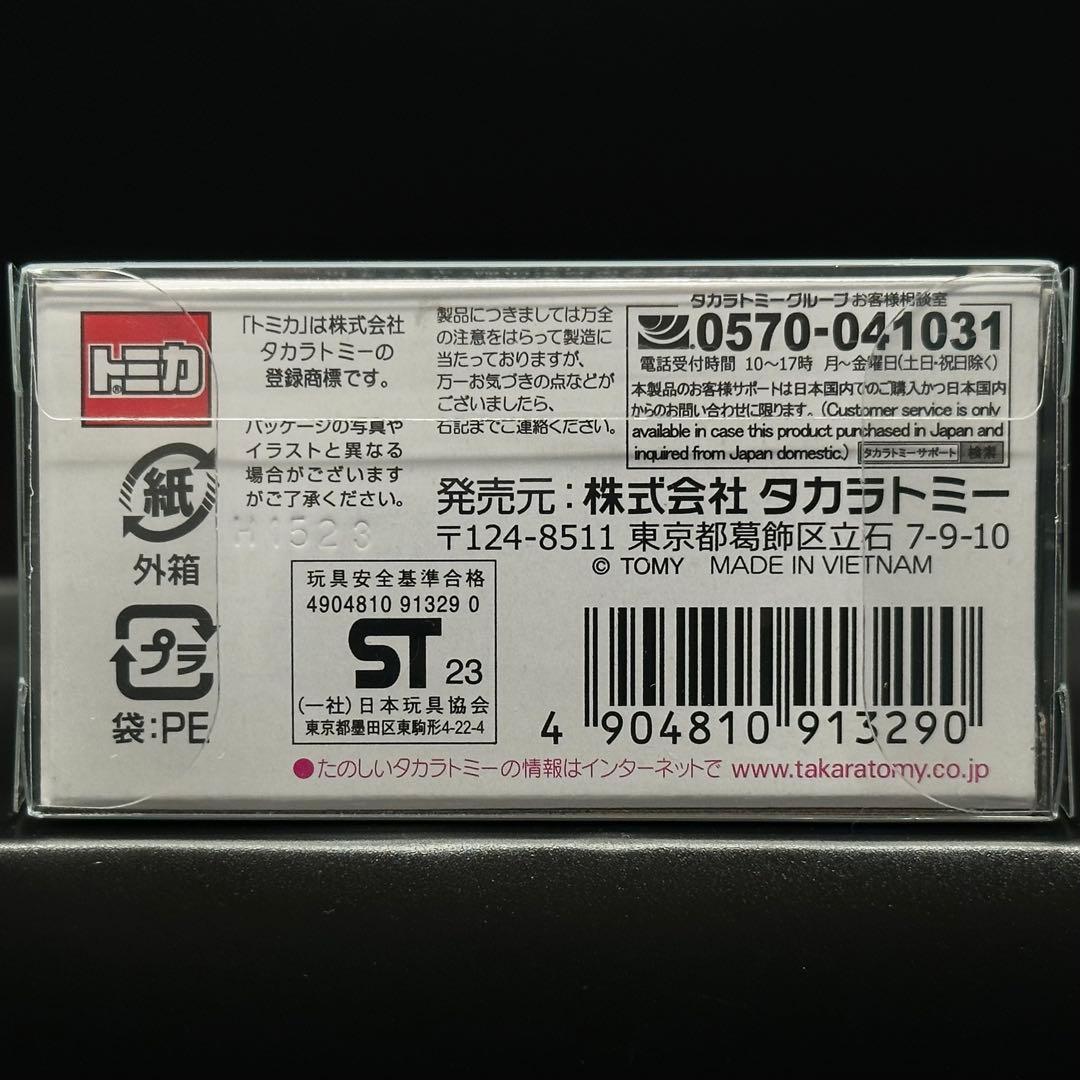 トミカ®
「トミカ」は株式会社
タカラトミーの
登録商標です。
パッケージの写真や
イラストと異なる
場合がございます
がご了承ください。
H1523
紙
外箱
プラ
袋:PE
製品につきましては万全
の注意をはらって製造に
当たっておりますが、
万一お気づきの点などが
ございましたら、
右記までご連絡ください。
タカラトミーグループ お客様相談室
0570-041031
電話受付時間 10〜17時 月〜金曜日(土日・祝日除く)
本製品のお客様サポートは日本国内でのご購入かつ日本国内
からのお問い合わせに限ります。(Customer service is only
available in case this product purchased in Japan and
inquired from Japan domestic.) タカラトミーサポート 検索
発売元:株式会社 タカラトミー
〒124-8511 東京都葛飾区立石 7-9-10
© TOMY MADE IN VIETNAM
玩具安全基準合格
4904810 91329 0
ST 23
(一社)日本玩具協会
東京都墨田区東駒形4-22-4
4 904810 913290
●たのしいタカラトミーの情報はインターネットで www.takaratomy.co.jp